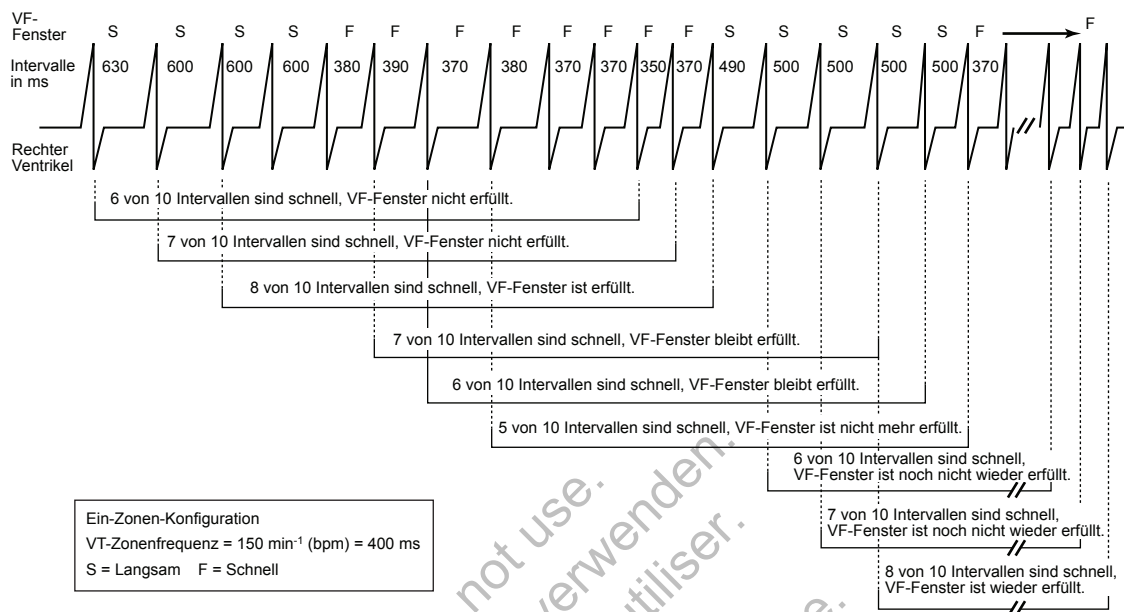 VF-
Fenster
S S S S F F F F F F F F S S S S S F F
Intervalle
in ms
630 600 600 600 380 390 370 380 370 370 350 370 490 500 500 500 500 370
Rechter
Ventrikel
6 von 10 Intervallen sind schnell, VF-Fenster nicht erfüllt.
7 von 10 Intervallen sind schnell, VF-Fenster nicht erfüllt.
8 von 10 Intervallen sind schnell, VF-Fenster ist erfüllt.
7 von 10 Intervallen sind schnell, VF-Fenster bleibt erfüllt.
6 von 10 Intervallen sind schnell, VF-Fenster bleibt erfüllt.
5 von 10 Intervallen sind schnell, VF-Fenster ist nicht mehr erfüllt.
6 von 10 Intervallen sind schnell,
VF-Fenster ist noch nicht wieder erfüllt.
7 von 10 Intervallen sind schnell,
VF-Fenster ist noch nicht wieder erfüllt.
8 von 10 Intervallen sind schnell,
VF-Fenster ist wieder erfüllt.
Ein-Zonen-Konfiguration
VT-Zonenfrequenz = 150 min⁻¹ (bpm) = 400 ms
S = Langsam F = Schnell
not use.
verwenden.
utiliser.